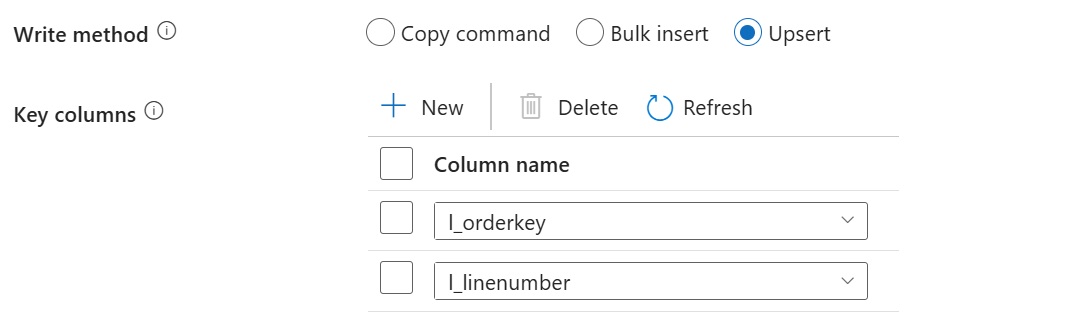 Write method Copy command Bulk insert Upsert
Key columns New Delete Refresh
Column name
l_orderkey
l_linenumber